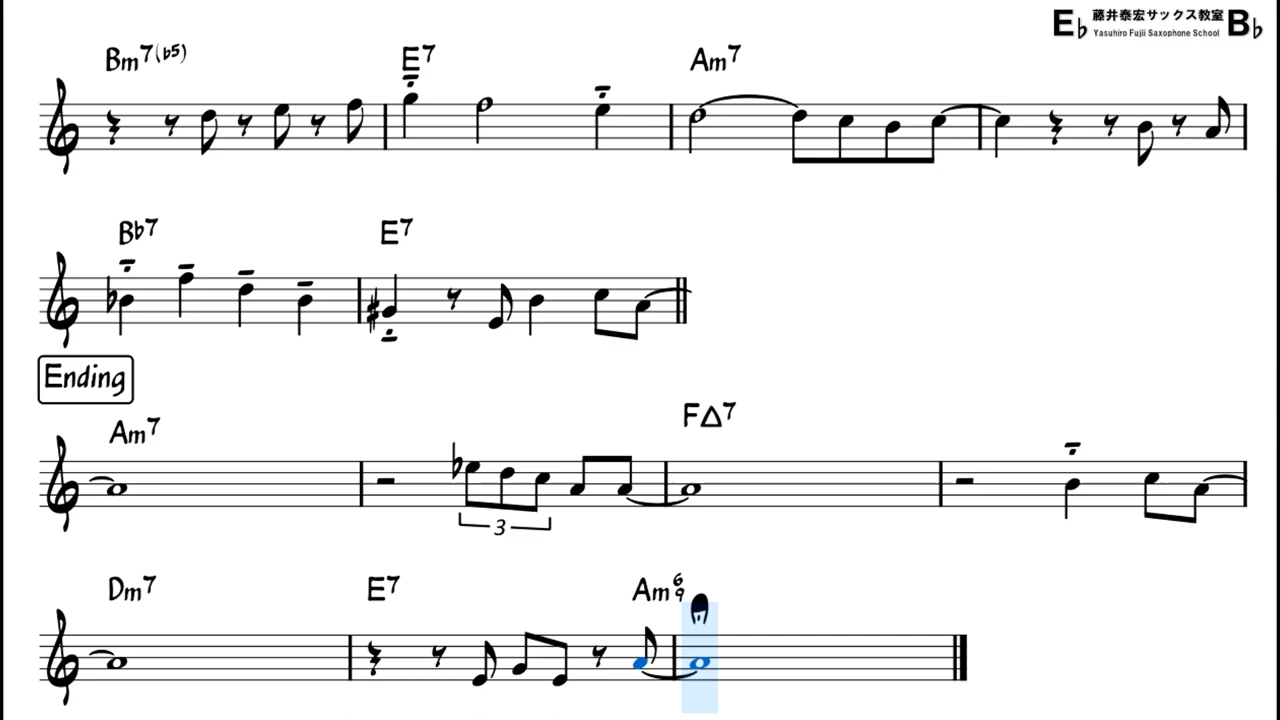 E♭ 藤井泰宏サックス教室 B♭
Yasuhiro Fujii Saxophone School
Bm7(♭5) E7 Am7
B♭7 E7
Ending
Am7 F△7
3
Dm7 E7 Am6 9